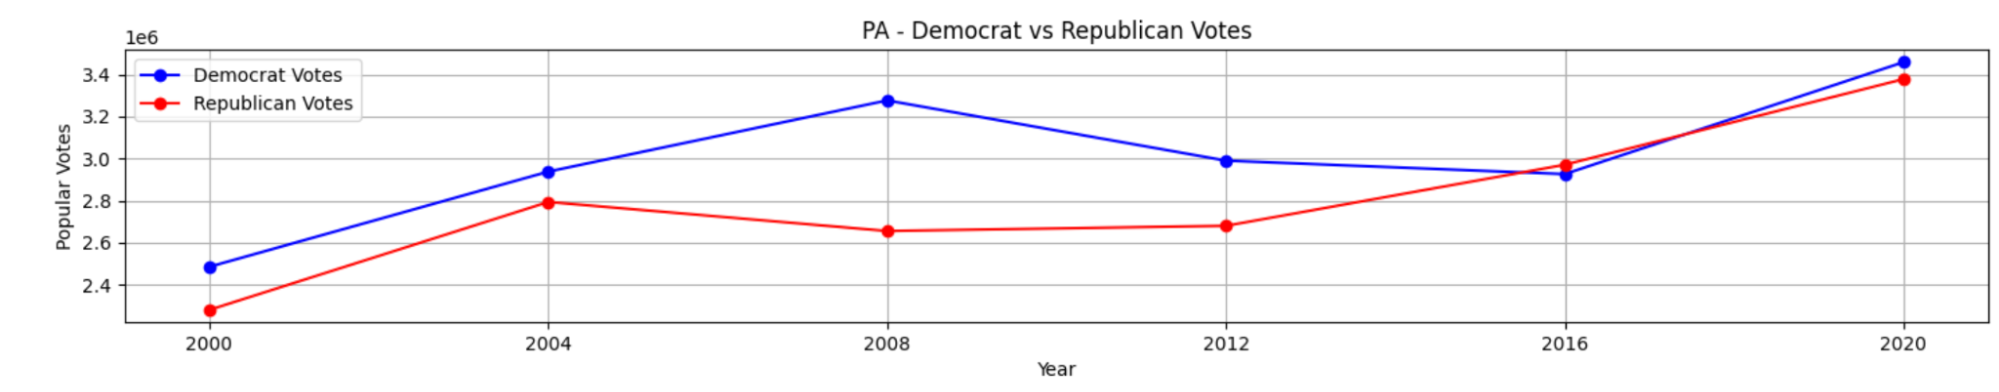 PA - Democrat vs Republican Votes
1e6
Democrat Votes
Republican Votes
3.4
3.2
3.0
2.8
2.6
2.4
Popular Votes
2000 2004 2008 2012 2016 2020
Year